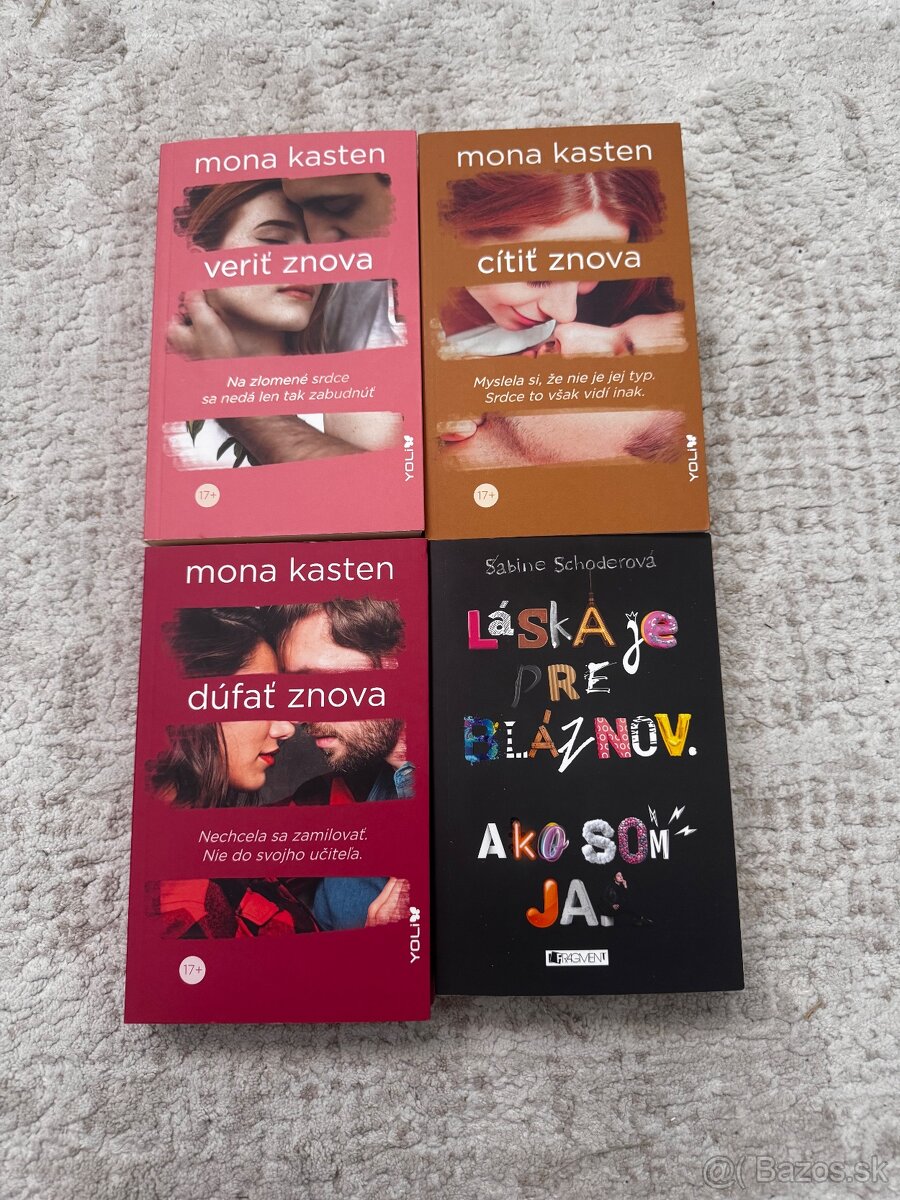 mona kasten
veriť znova
Na zlomené srdce
sa nedá len tak zabudnúť
YOLI
17+
mona kasten
cítiť znova
Myslela si, že nie je jej typ.
Srdce to však vidí inak.
YOLI
17+
mona kasten
dúfať znova
Nechcela sa zamilovať.
Nie do svojho učiteľa.
YOLI
17+
Sabine Schoderová
Láska je
PRE
BLÁZNOV.
AKO SOM
JA.
FRAGMENT
@( Bazos.sk